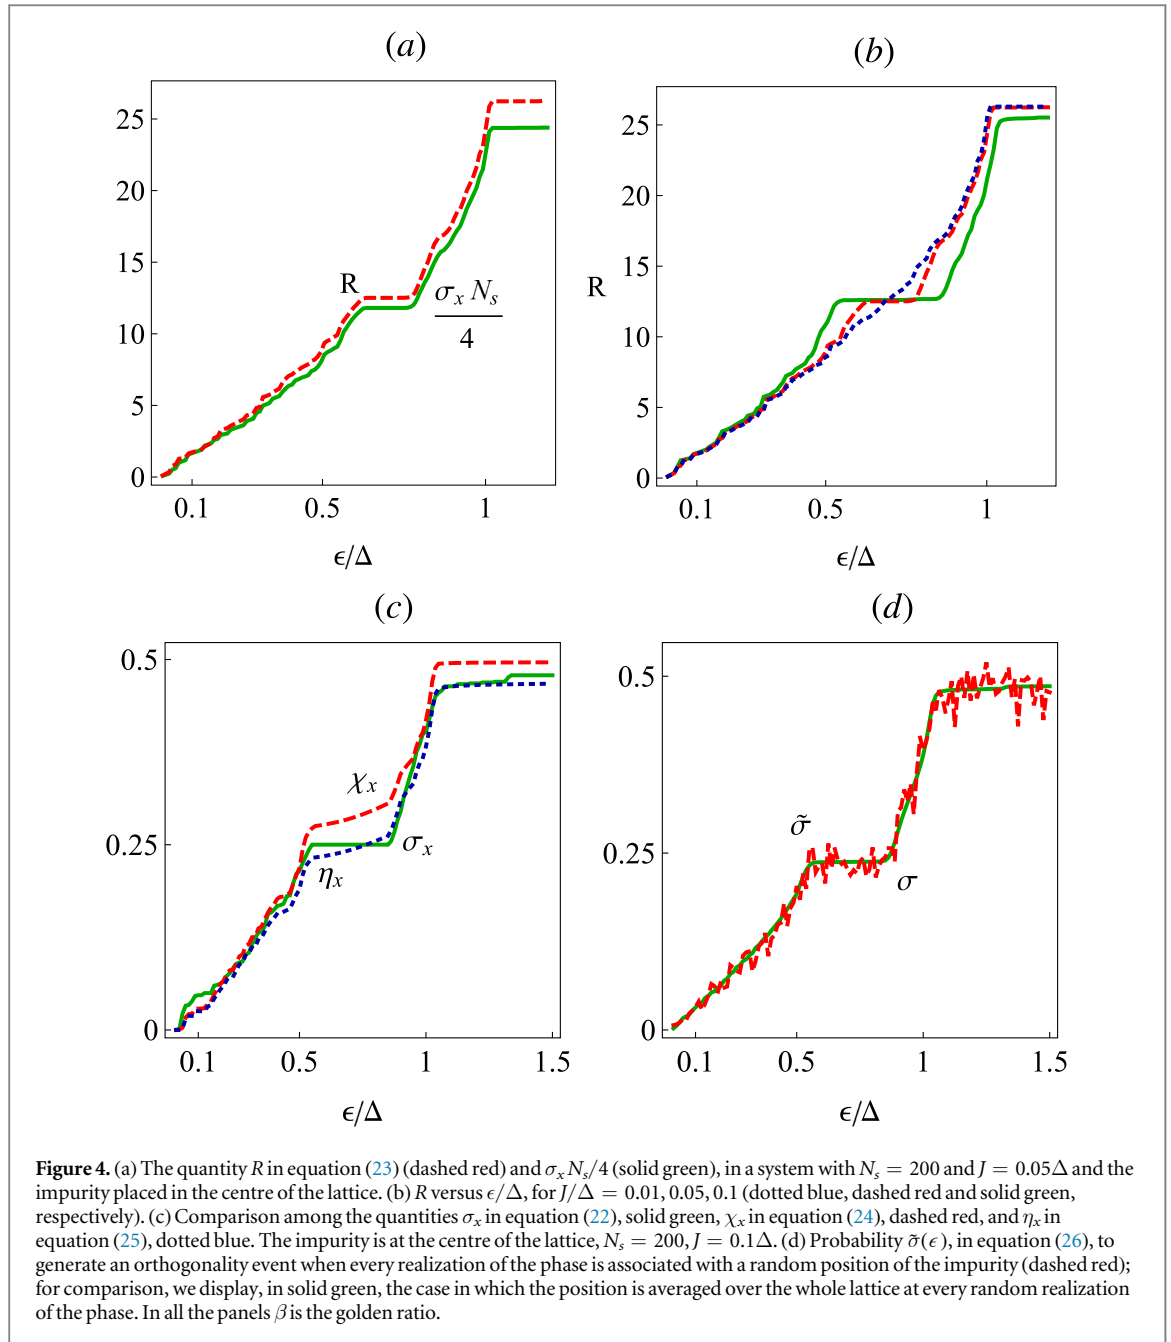 (a)
(b)
25
20
15
10
5
0
R
σx Ns
4
0.1 0.5 1
ϵ/Δ
25
20
R 15
10
5
0
0.1 0.5 1
ϵ/Δ
(c)
(d)
0.5
0.25
0
χx
σx
ηx
0.1 0.5 1 1.5
ϵ/Δ
0.5
0.25
0
σ̃
σ
0.1 0.5 1 1.5
ϵ/Δ
Figure 4. (a) The quantity R in equation (23) (dashed red) and σx Ns/4 (solid green), in a system with Ns = 200 and J = 0.05Δ and the
impurity placed in the centre of the lattice. (b) R versus ϵ/Δ, for J/Δ = 0.01, 0.05, 0.1 (dotted blue, dashed red and solid green,
respectively). (c) Comparison among the quantities σx in equation (22), solid green, χx in equation (24), dashed red, and ηx in
equation (25), dotted blue. The impurity is at the centre of the lattice, Ns = 200, J = 0.1Δ. (d) Probability σ̃(ϵ), in equation (26), to
generate an orthogonality event when every realization of the phase is associated with a random position of the impurity (dashed red);
for comparison, we display, in solid green, the case in which the position is averaged over the whole lattice at every random realization
of the phase. In all the panels β is the golden ratio.